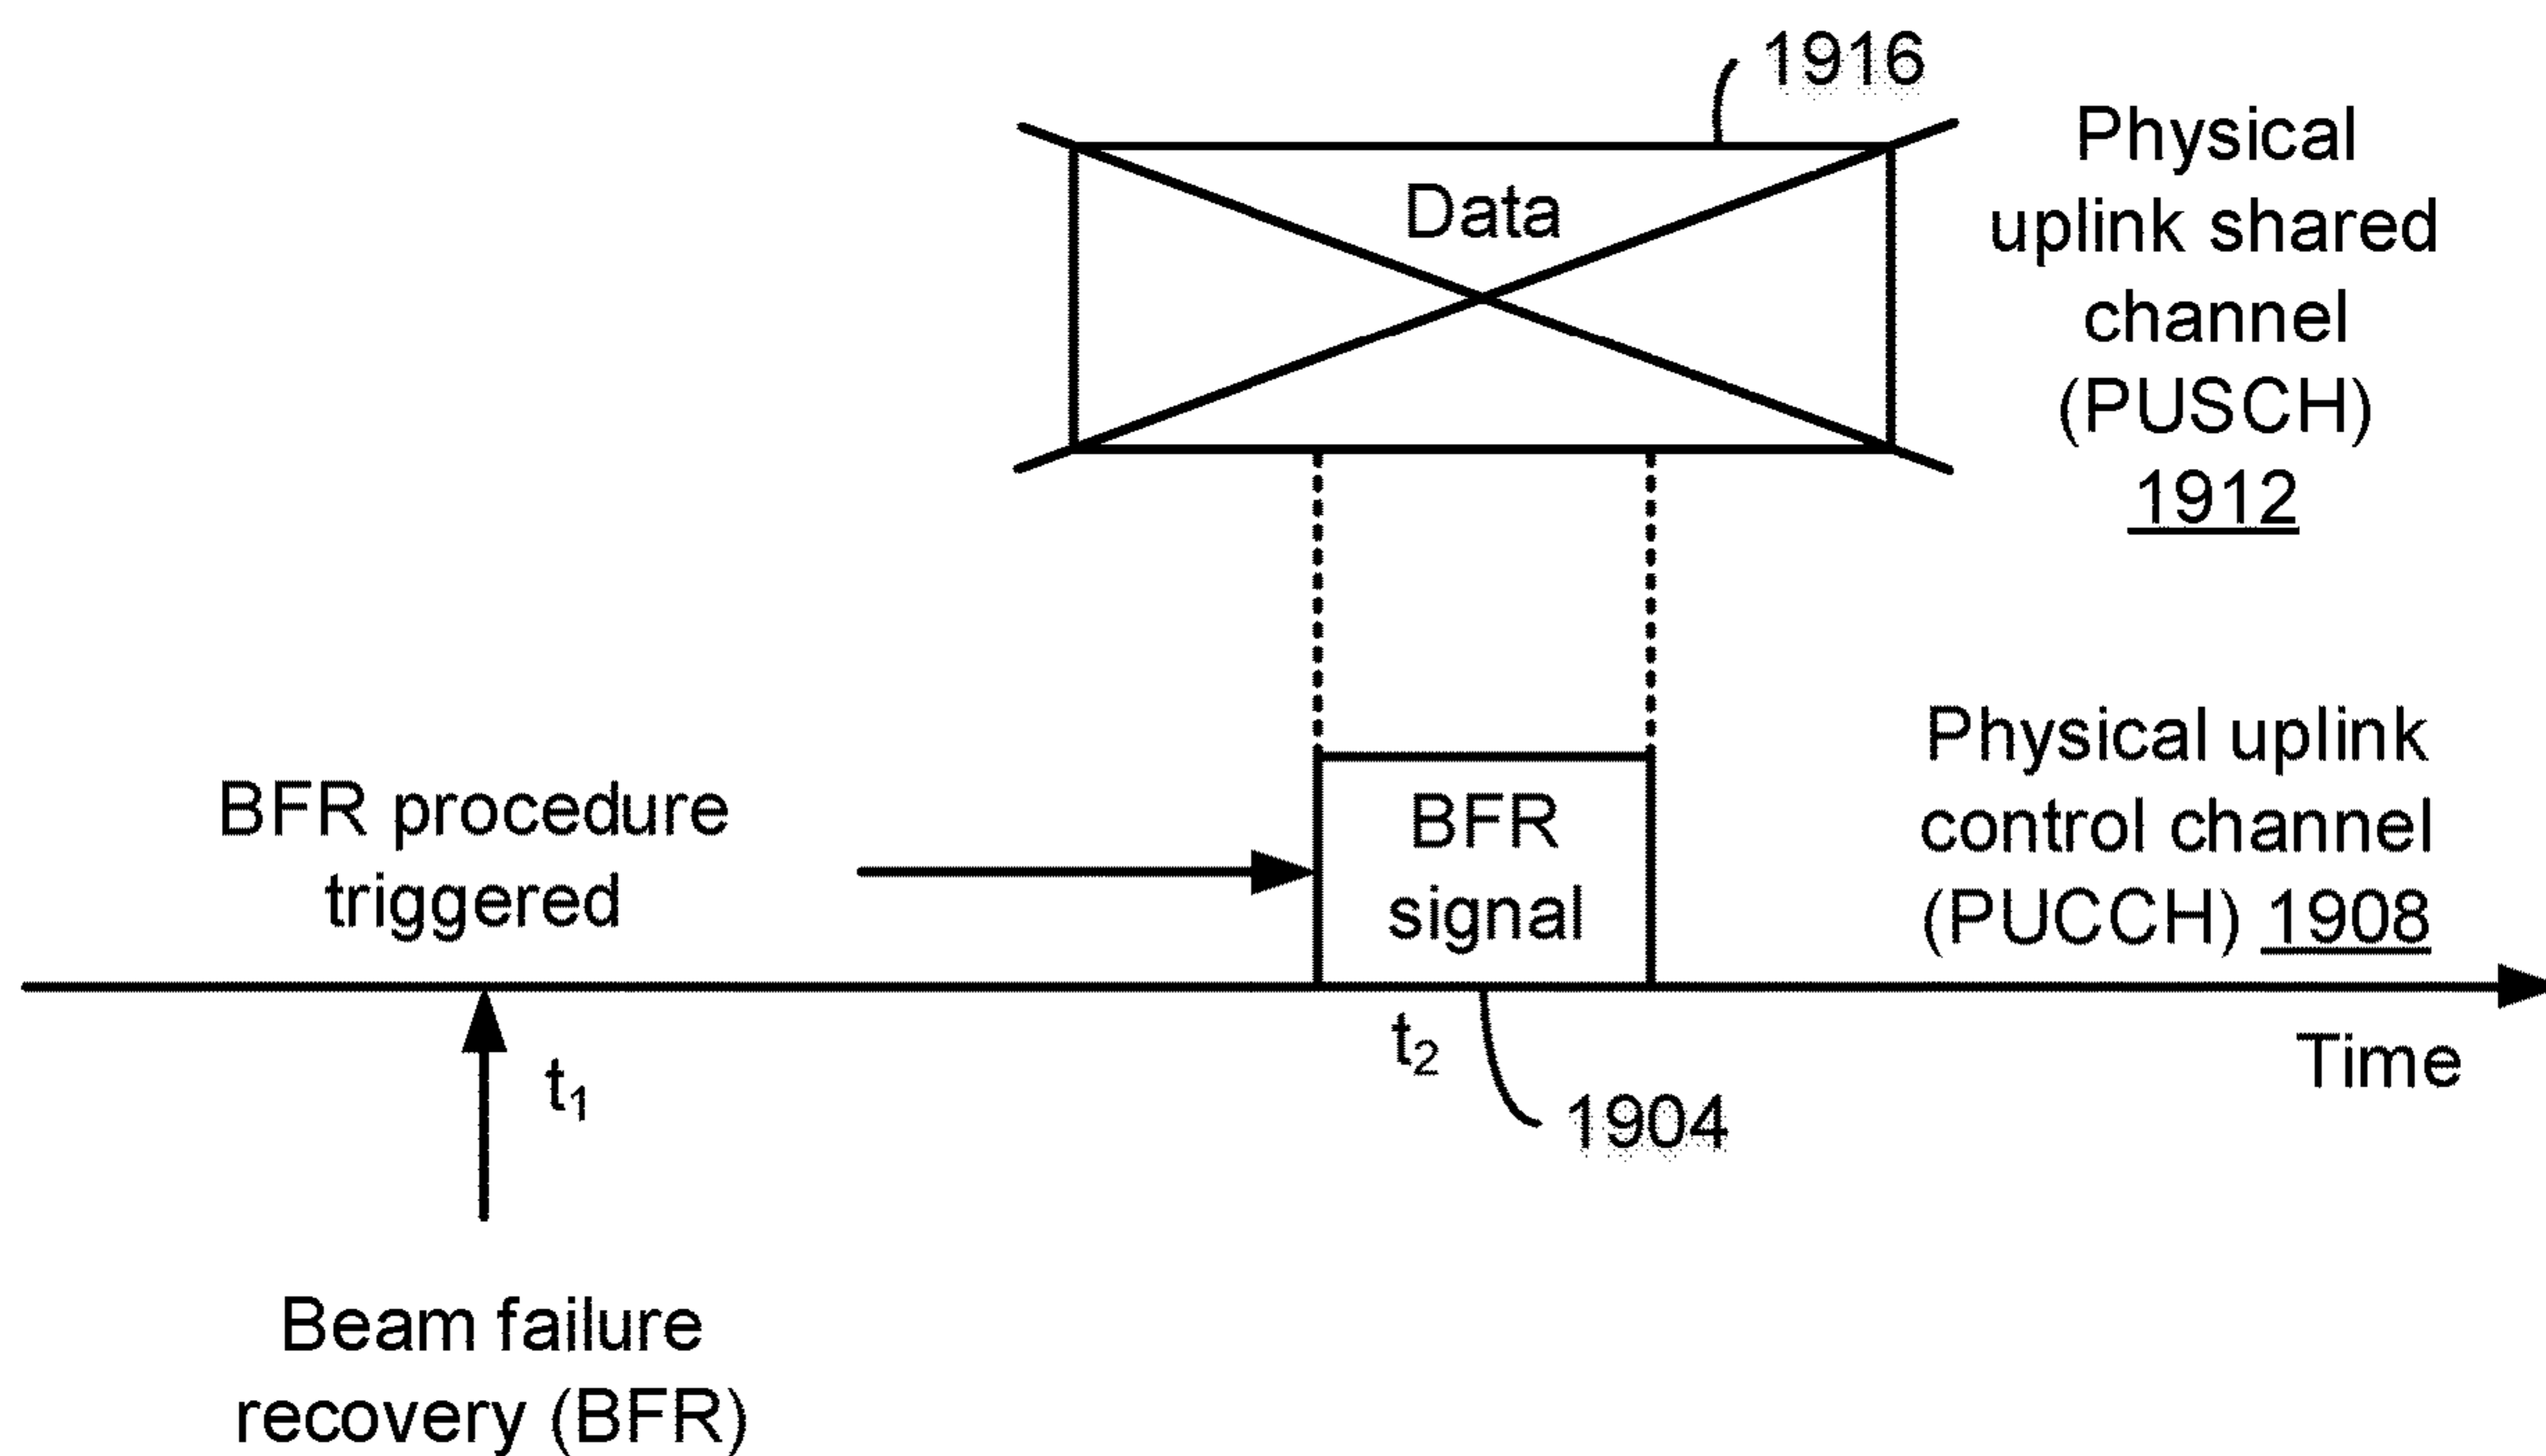 1916
Data
Physical
uplink shared
channel
(PUSCH)
1912
BFR procedure
triggered
BFR
signal
Physical uplink
control channel
(PUCCH) 1908
t₁
t₂
1904
Time
Beam failure
recovery (BFR)